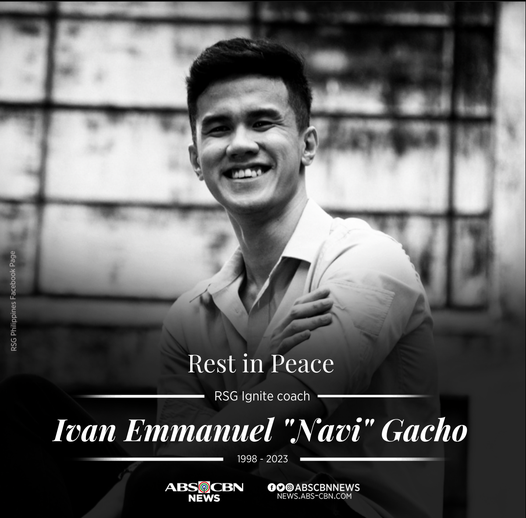 RSG Philippines Facebook Page
Rest in Peace
RSG Ignite coach
Ivan Emmanuel "Navi" Gacho
1998 - 2023
ABS CBN
NEWS
ABSCBNNEWS
NEWS.ABS-CBN.COM